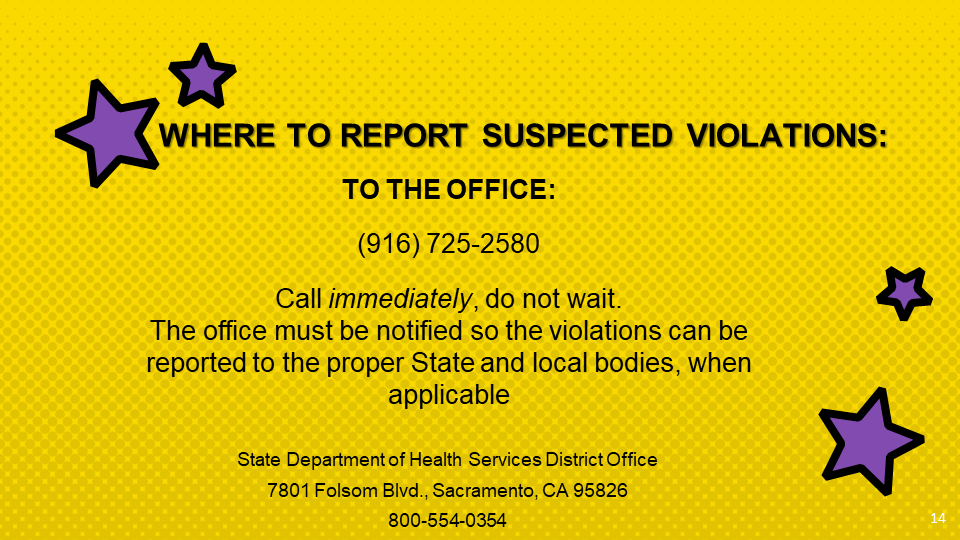 WHERE TO REPORT SUSPECTED VIOLATIONS:
TO THE OFFICE:
(916) 725-2580
Call immediately, do not wait.
The office must be notified so the violations can be
reported to the proper State and local bodies, when
applicable
State Department of Health Services District Office
7801 Folsom Blvd., Sacramento, CA 95826
800-554-0354
14